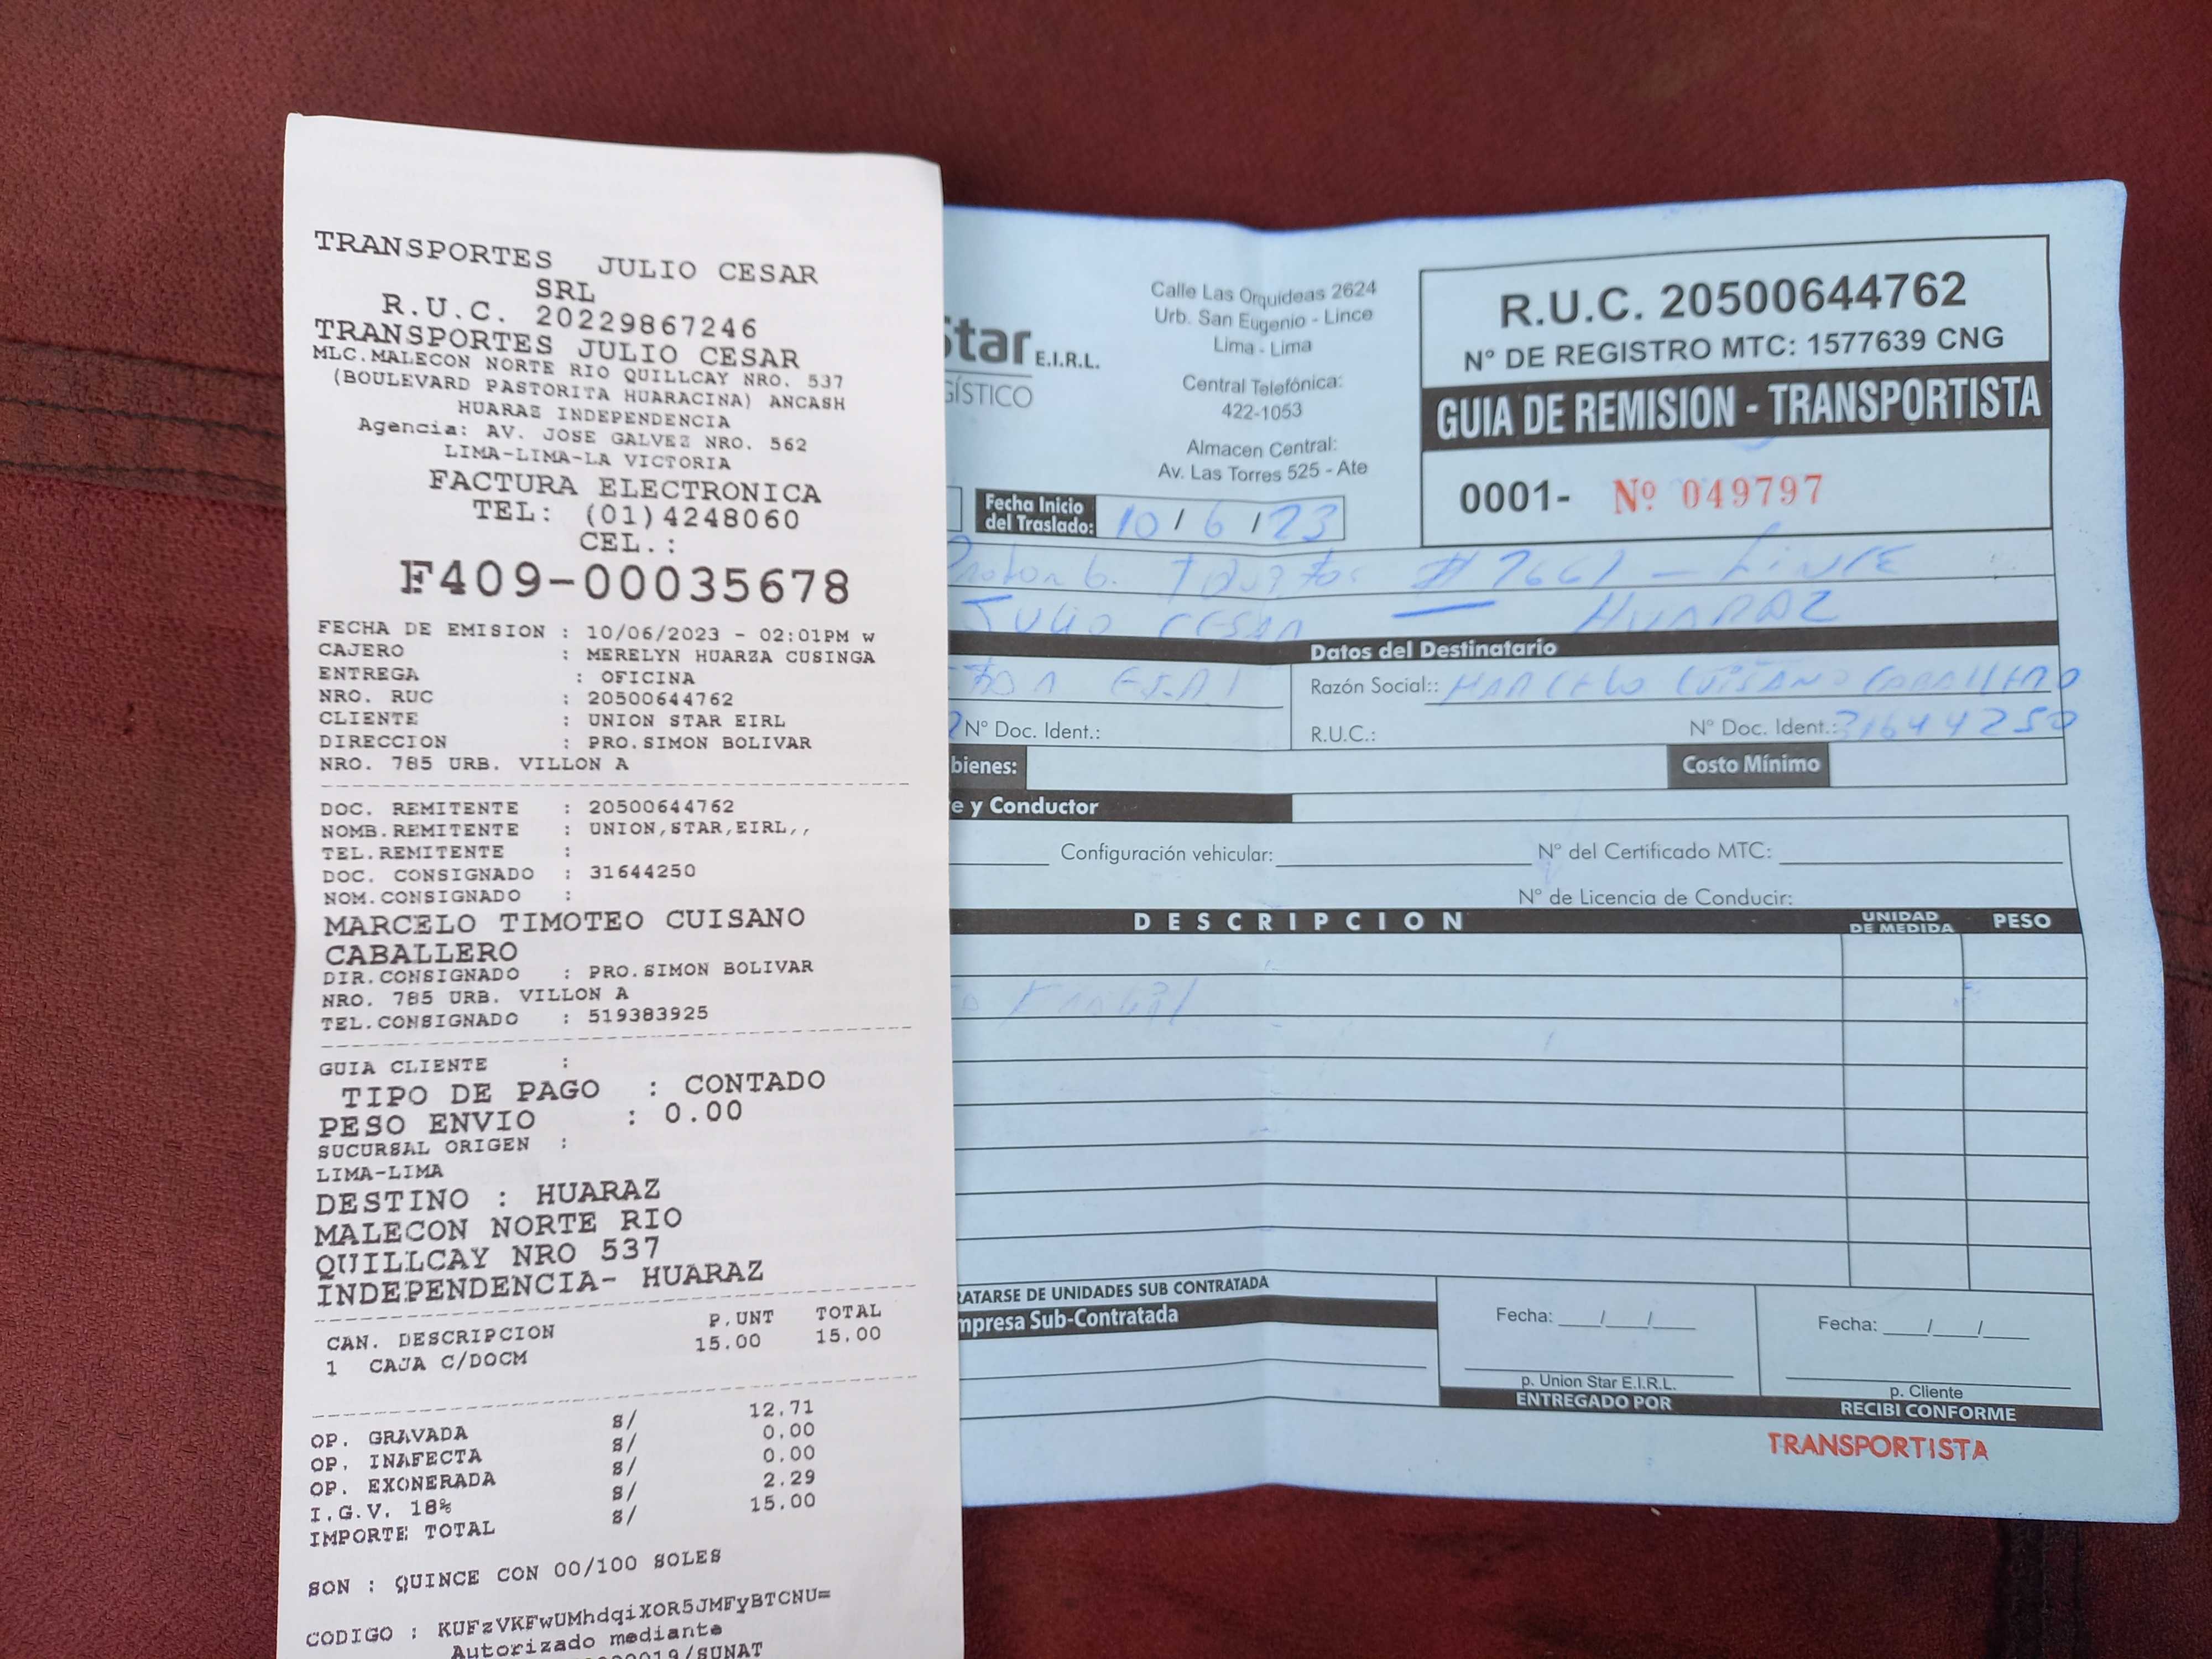 TRANSPORTES JULIO CESAR
SRL
R.U.C. 20229867246
TRANSPORTES JULIO CESAR
MLC.MALECON NORTE RIO QUILLCAY NRO. 537
(BOULEVARD PASTORITA HUARACINA) ANCASH
HUARAZ INDEPENDENCIA
Agencia: AV. JOSE GALVEZ NRO. 562
LIMA-LIMA-LA VICTORIA
FACTURA ELECTRONICA
TEL: (01)4248060
CEL.:
F409-00035678
FECHA DE EMISION : 10/06/2023 - 02:01PM w
CAJERO : MERELYN HUARZA CUSINGA
ENTREGA : OFICINA
NRO. RUC : 20500644762
CLIENTE : UNION STAR EIRL
DIRECCION : PRO.SIMON BOLIVAR
NRO. 785 URB. VILLON A
DOC. REMITENTE : 20500644762
NOMB.REMITENTE : UNION,STAR,EIRL,,
TEL.REMITENTE :
DOC. CONSIGNADO : 31644250
NOM.CONSIGNADO :
MARCELO TIMOTEO CUISANO
CABALLERO
DIR.CONSIGNADO : PRO.SIMON BOLIVAR
NRO. 785 URB. VILLON A
TEL.CONSIGNADO : 519383925
GUIA CLIENTE :
TIPO DE PAGO : CONTADO
PESO ENVIO : 0.00
SUCURSAL ORIGEN :
LIMA-LIMA
DESTINO : HUARAZ
MALECON NORTE RIO
QUILLCAY NRO 537
INDEPENDENCIA- HUARAZ
CAN. DESCRIPCION P.UNT TOTAL
1 CAJA C/DOCM 15.00 15.00
OP. GRAVADA S/ 12.71
OP. INAFECTA S/ 0.00
OP. EXONERADA S/ 0.00
I.G.V. 18% S/ 2.29
IMPORTE TOTAL S/ 15.00
SON : QUINCE CON 00/100 SOLES
CODIGO : KUFzVKFwUMhdqiXOR5JMFyBTCNU=
Autorizado mediante
/SUNAT
Star E.I.R.L.
GÍSTICO
Calle Las Orquideas 2624
Urb. San Eugenio - Lince
Lima - Lima
Central Telefónica:
422-1053
Almacen Central:
Av. Las Torres 525 - Ate
R.U.C. 20500644762
N° DE REGISTRO MTC: 1577639 CNG
GUIA DE REMISION - TRANSPORTISTA
0001- Nº 049797
Fecha Inicio
del Traslado: 10 / 6 / 23
JULIO CESAR — HUARAZ
Datos del Destinatario
Razón Social:: MARCELO CUISANO CABALLERO
N° Doc. Ident.:
R.U.C.: N° Doc. Ident.: 31644250
bienes: Costo Mínimo
e y Conductor
Configuración vehicular: N° del Certificado MTC:
N° de Licencia de Conducir:
DESCRIPCION UNIDAD DE MEDIDA PESO
RATARSE DE UNIDADES SUB CONTRATADA
mpresa Sub-Contratada
Fecha: __/__/__
p. Union Star E.I.R.L.
ENTREGADO POR
Fecha: __/__/__
p. Cliente
RECIBI CONFORME
TRANSPORTISTA